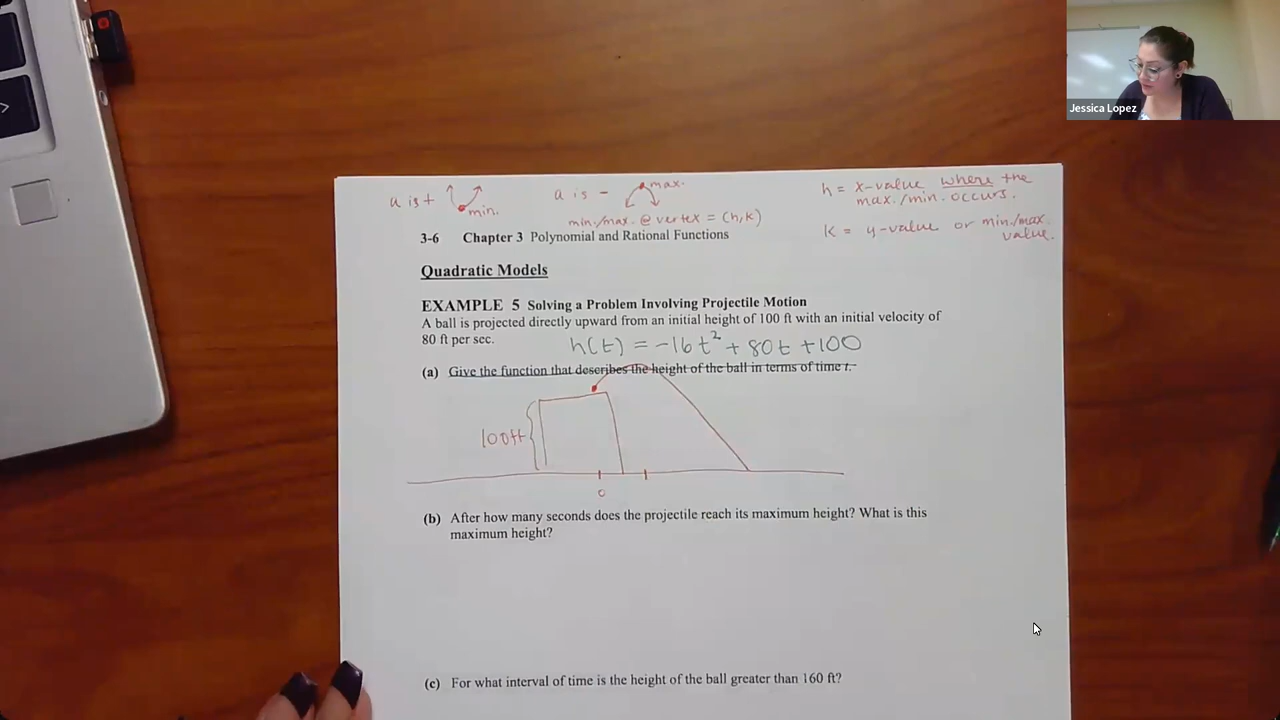 Jessica Lopez
a is +
min.
a is -
max.
min./max. @ vertex = (h,k)
h = x-value where the
max./min. occurs.
k = y-value or min./max.
value.
3-6 Chapter 3 Polynomial and Rational Functions
Quadratic Models
EXAMPLE 5 Solving a Problem Involving Projectile Motion
A ball is projected directly upward from an initial height of 100 ft with an initial velocity of
80 ft per sec.
h(t) = -16t² + 80t + 100
(a) Give the function that describes the height of the ball in terms of time t.
100ft
0
(b) After how many seconds does the projectile reach its maximum height? What is this
maximum height?
(c) For what interval of time is the height of the ball greater than 160 ft?